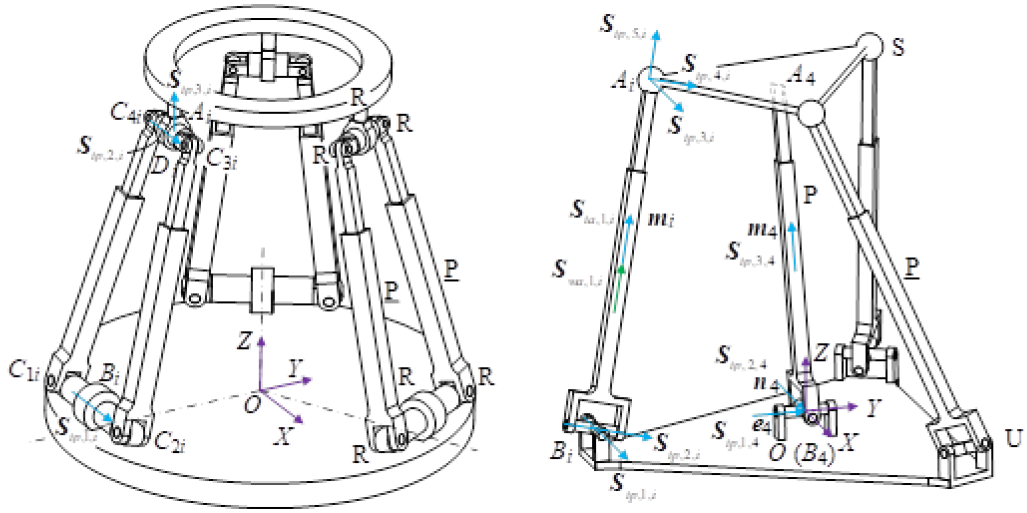 S_{tp,3,i}
C_{4i}
A_i
R
R
S_{tp,2,i}
D
C_{3i}
R
P
P
Z
Y
O
X
C_{1i}
B_i
R
R
S_{tp,1,i}
C_{2i}
R
S_{tp,5,i}
S
S_{tp,4,i}
A_i
A_4
S_{tp,3,i}
P
S_{ta,1,i}
m_i
m_4
S_{tp,3,4}
P
S_{wa,1,i}
Z
S_{tp,2,4}
n_4
Y
e_4
S_{tp,1,4}
X
O (B_4)
U
B_i
S_{tp,2,i}
S_{tp,1,i}